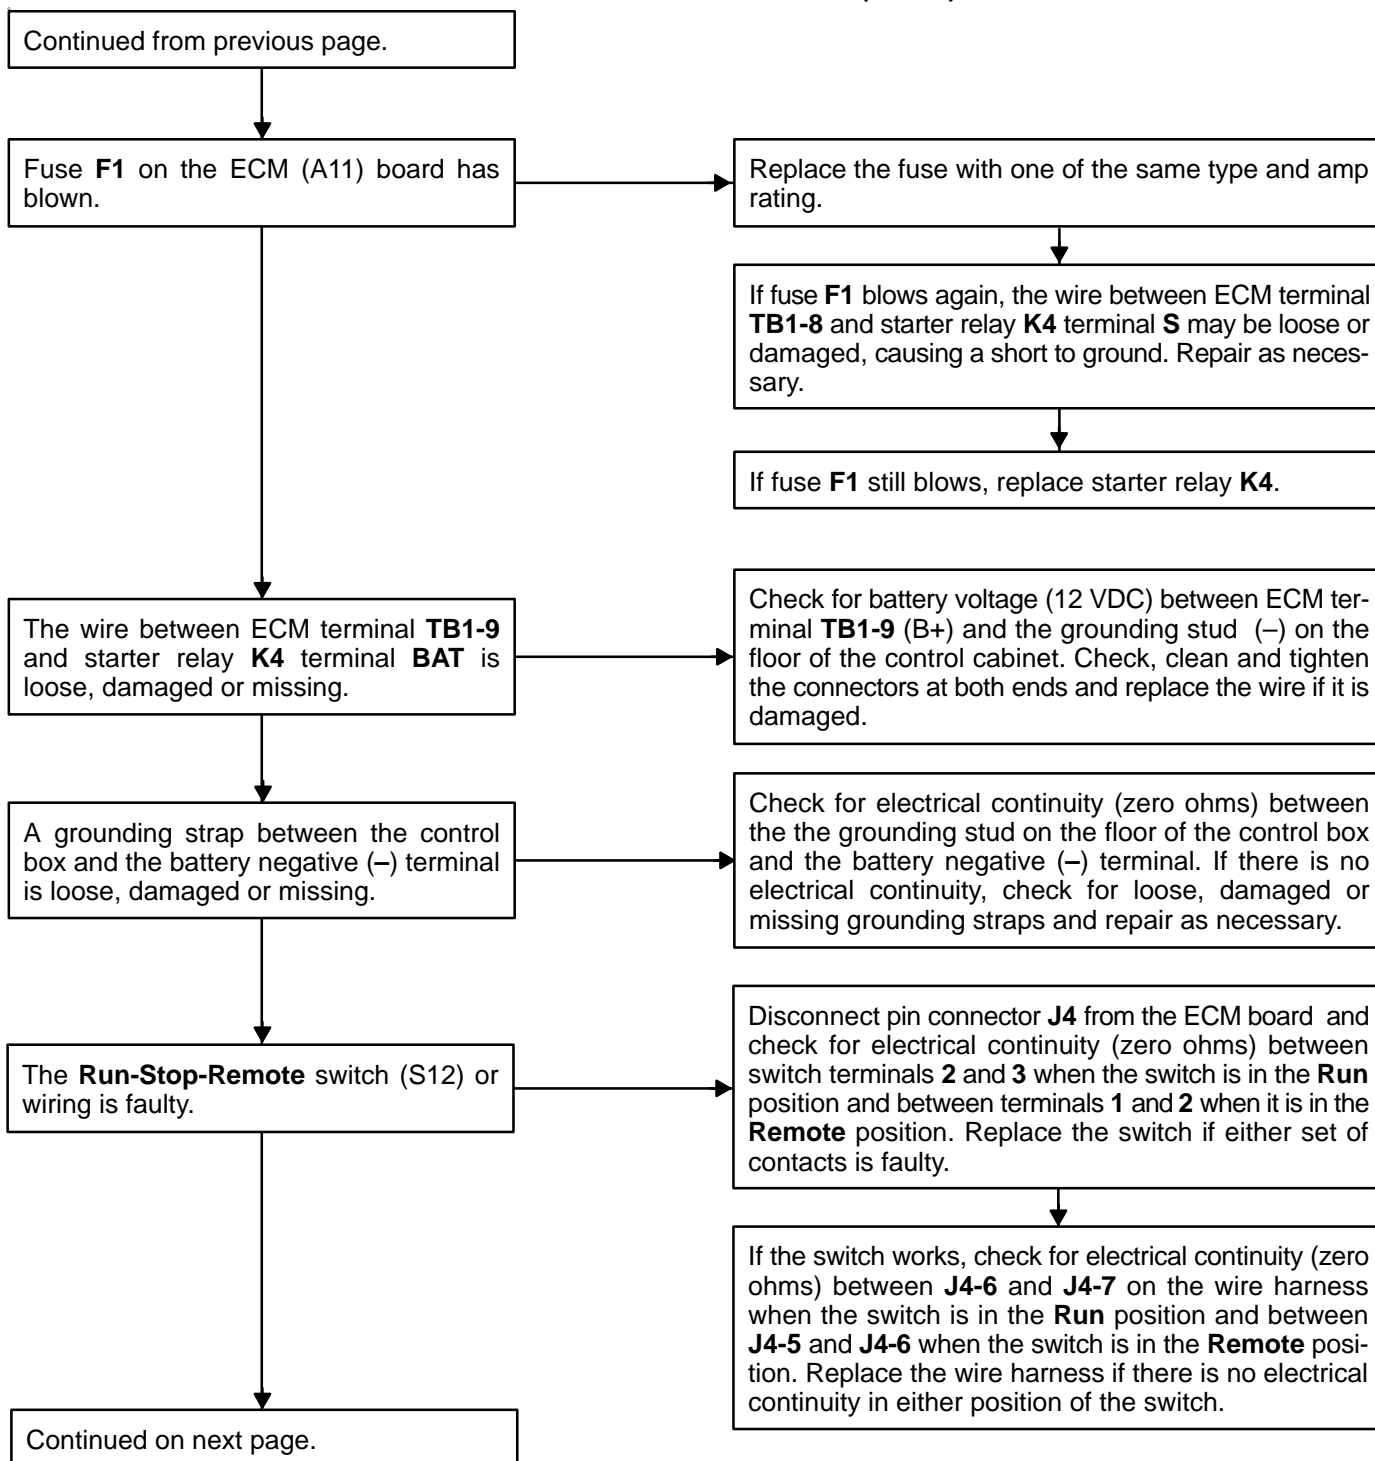 Continued from previous page.
Fuse F1 on the ECM (A11) board has
blown.
Replace the fuse with one of the same type and amp
rating.
If fuse F1 blows again, the wire between ECM terminal
TB1-8 and starter relay K4 terminal S may be loose or
damaged, causing a short to ground. Repair as neces-
sary.
If fuse F1 still blows, replace starter relay K4.
The wire between ECM terminal TB1-9
and starter relay K4 terminal BAT is
loose, damaged or missing.
Check for battery voltage (12 VDC) between ECM ter-
minal TB1-9 (B+) and the grounding stud (–) on the
floor of the control cabinet. Check, clean and tighten
the connectors at both ends and replace the wire if it is
damaged.
A grounding strap between the control
box and the battery negative (–) terminal
is loose, damaged or missing.
Check for electrical continuity (zero ohms) between
the the grounding stud on the floor of the control box
and the battery negative (–) terminal. If there is no
electrical continuity, check for loose, damaged or
missing grounding straps and repair as necessary.
The Run-Stop-Remote switch (S12) or
wiring is faulty.
Disconnect pin connector J4 from the ECM board and
check for electrical continuity (zero ohms) between
switch terminals 2 and 3 when the switch is in the Run
position and between terminals 1 and 2 when it is in the
Remote position. Replace the switch if either set of
contacts is faulty.
If the switch works, check for electrical continuity (zero
ohms) between J4-6 and J4-7 on the wire harness
when the switch is in the Run position and between
J4-5 and J4-6 when the switch is in the Remote posi-
tion. Replace the wire harness if there is no electrical
continuity in either position of the switch.
Continued on next page.